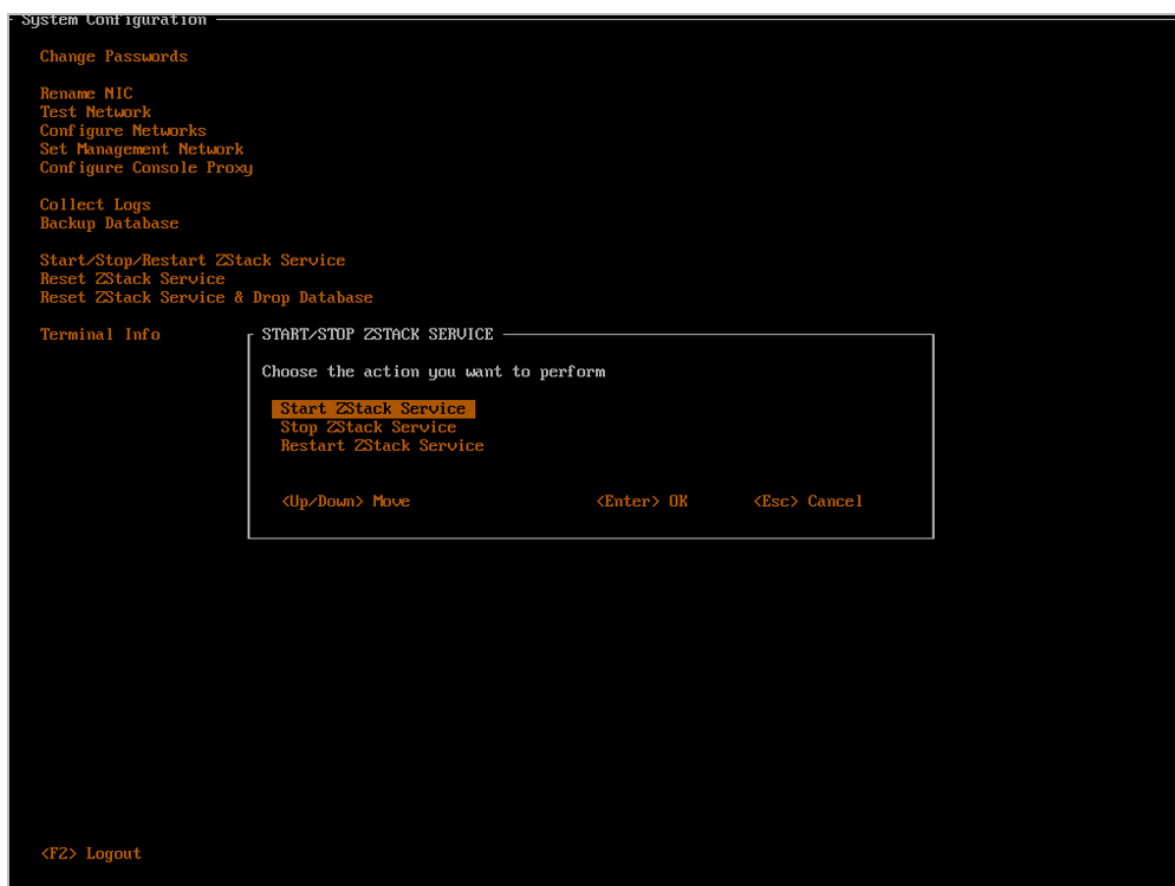 System Configuration
Change Passwords
Rename NIC
Test Network
Configure Networks
Set Management Network
Configure Console Proxy
Collect Logs
Backup Database
Start/Stop/Restart ZStack Service
Reset ZStack Service
Reset ZStack Service & Drop Database
Terminal Info
START/STOP ZSTACK SERVICE
Choose the action you want to perform
Start ZStack Service
Stop ZStack Service
Restart ZStack Service
<Up/Down> Move <Enter> OK <Esc> Cancel
<F2> Logout